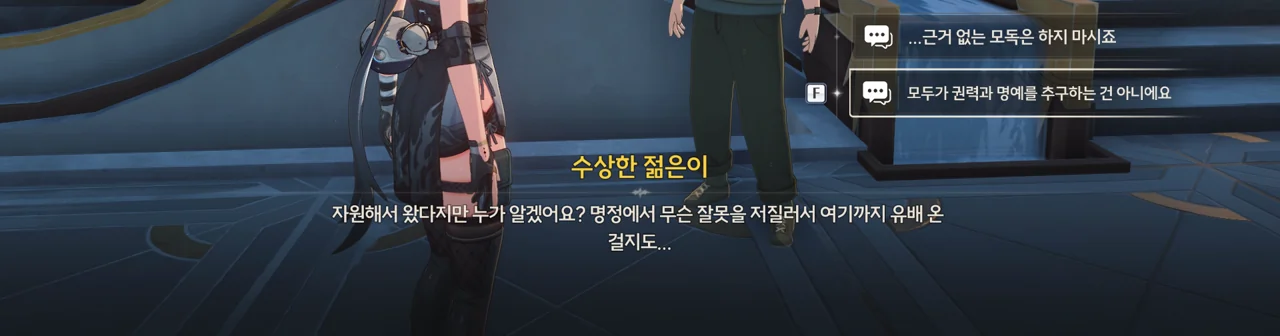 ...근거 없는 모독은 하지 마시죠
F
모두가 권력과 명예를 추구하는 건 아니에요
수상한 젊은이
자원해서 왔다지만 누가 알겠어요? 명정에서 무슨 잘못을 저질러서 여기까지 유배 온
걸지도...